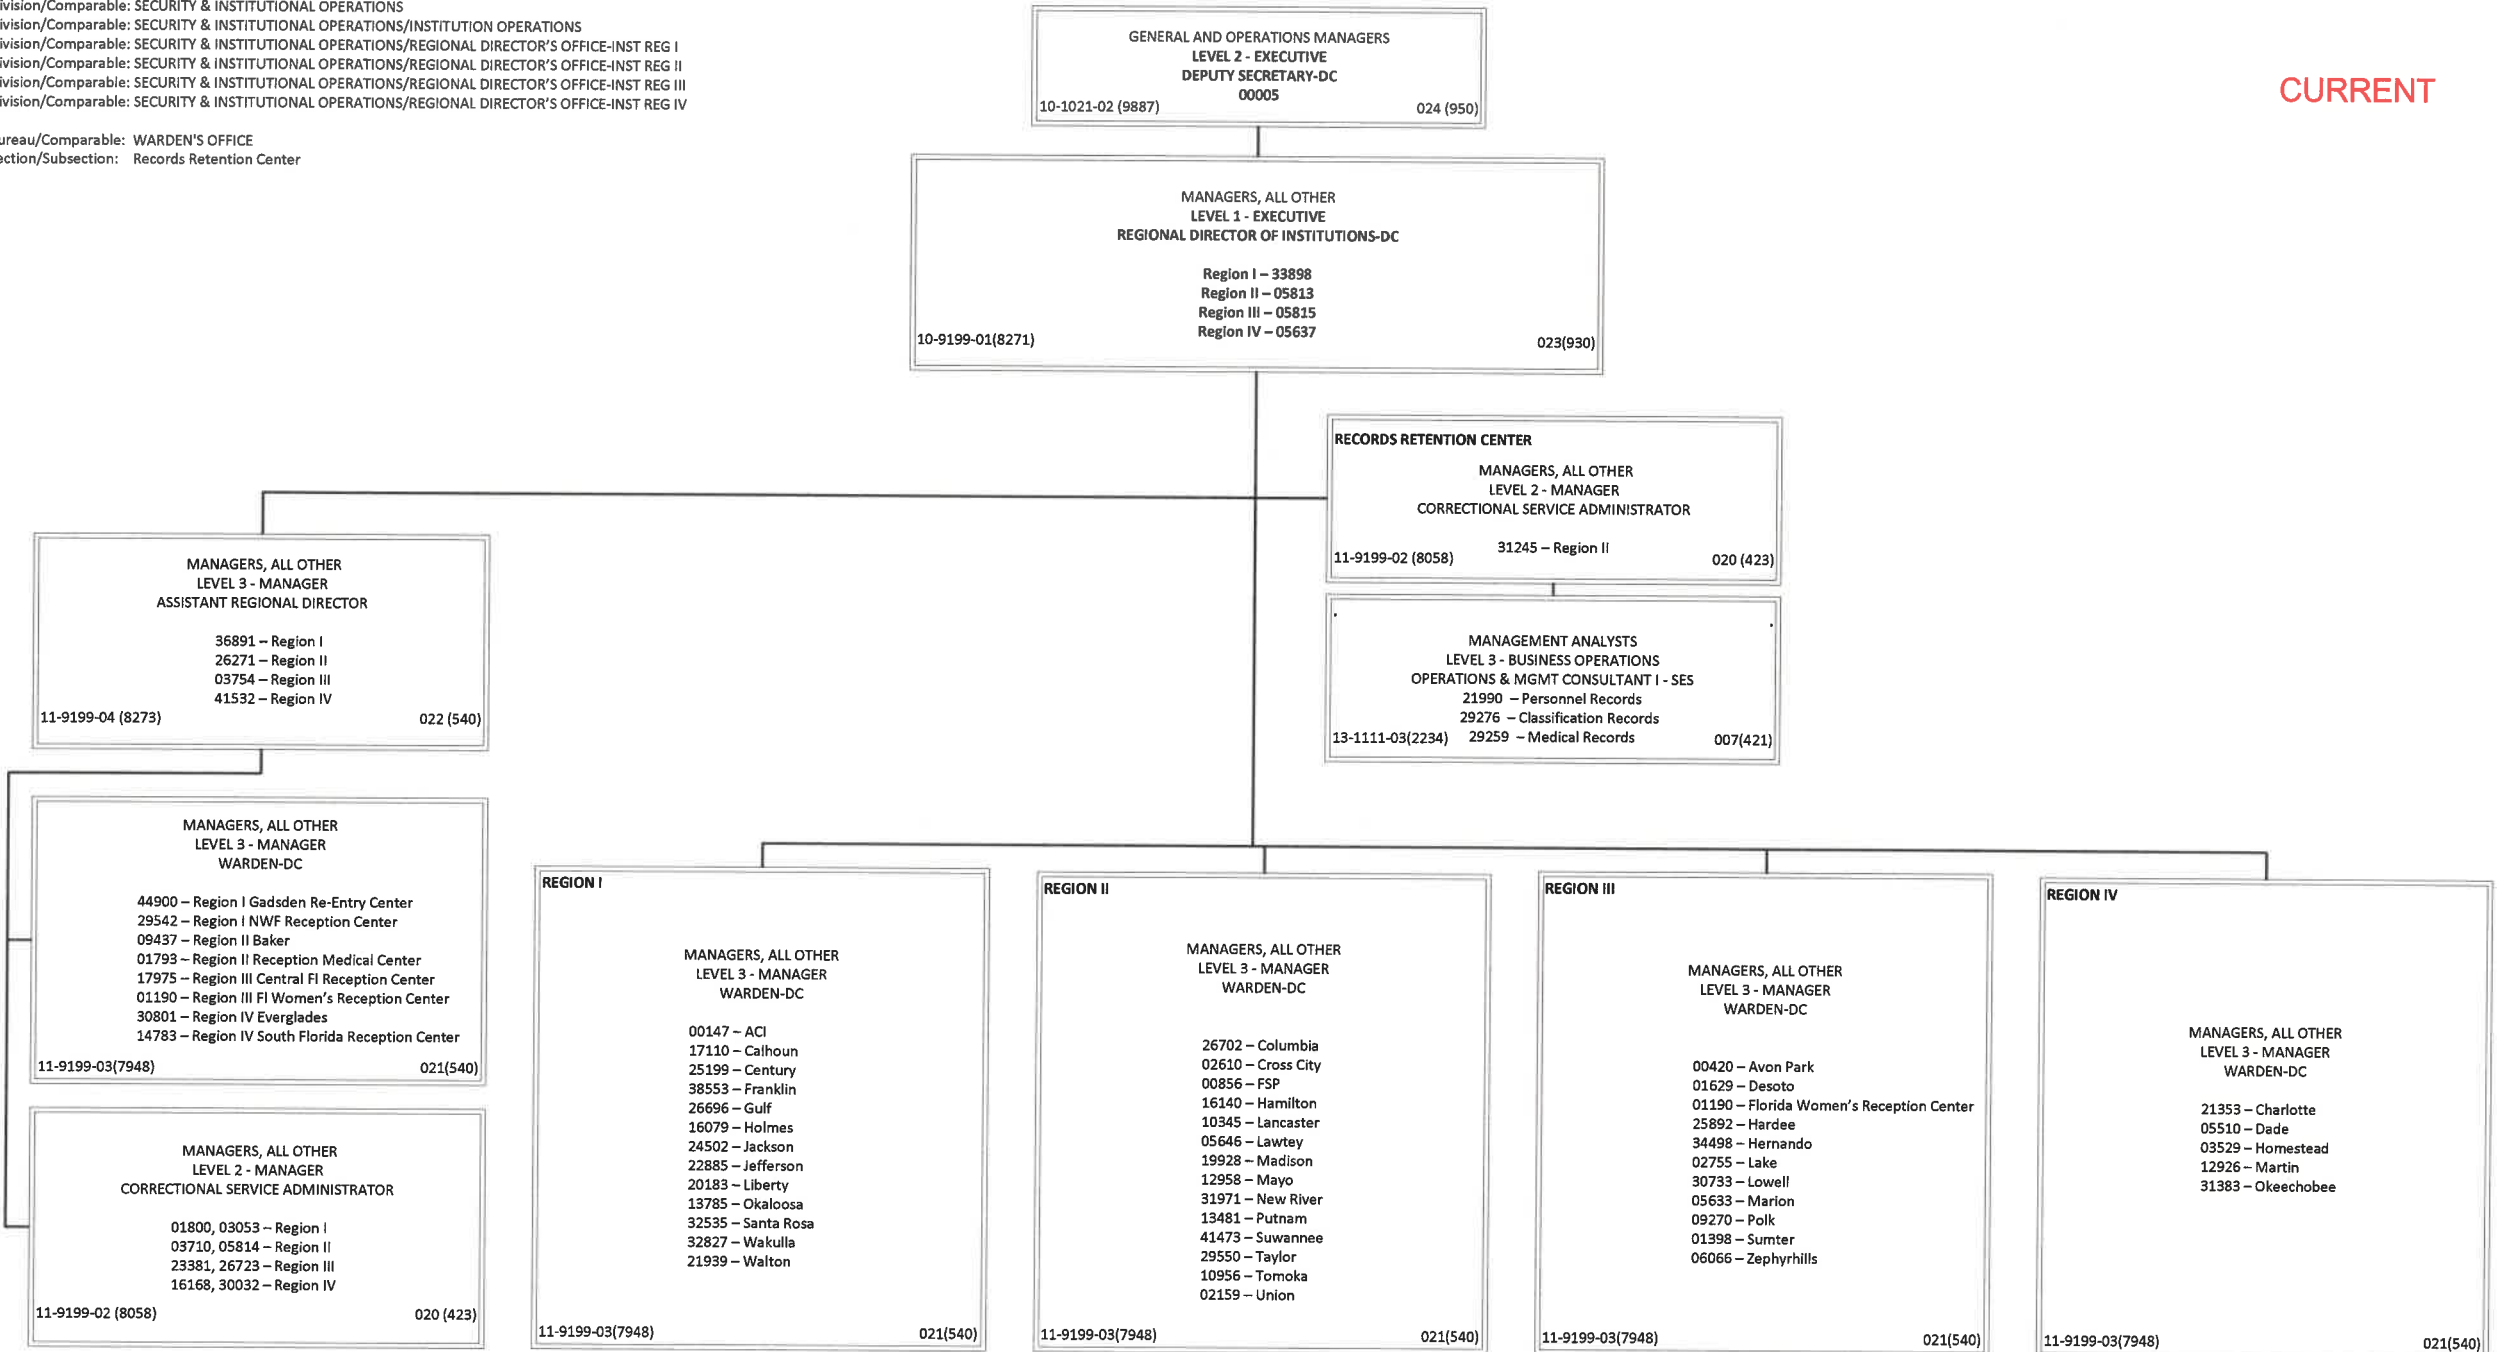 ivision/Comparable: SECURITY & INSTITUTIONAL OPERATIONS
ivision/Comparable: SECURITY & INSTITUTIONAL OPERATIONS/INSTITUTION OPERATIONS
ivision/Comparable: SECURITY & INSTITUTIONAL OPERATIONS/REGIONAL DIRECTOR'S OFFICE-INST REG I
ivision/Comparable: SECURITY & INSTITUTIONAL OPERATIONS/REGIONAL DIRECTOR'S OFFICE-INST REG II
ivision/Comparable: SECURITY & INSTITUTIONAL OPERATIONS/REGIONAL DIRECTOR'S OFFICE-INST REG III
ivision/Comparable: SECURITY & INSTITUTIONAL OPERATIONS/REGIONAL DIRECTOR'S OFFICE-INST REG IV
ureau/Comparable: WARDEN'S OFFICE
ection/Subsection: Records Retention Center
CURRENT
GENERAL AND OPERATIONS MANAGERS
LEVEL 2 - EXECUTIVE
DEPUTY SECRETARY-DC
00005
10-1021-02 (9887) 024 (950)
MANAGERS, ALL OTHER
LEVEL 1 - EXECUTIVE
REGIONAL DIRECTOR OF INSTITUTIONS-DC
Region I – 33898
Region II – 05813
Region III – 05815
Region IV – 05637
10-9199-01(8271) 023(930)
RECORDS RETENTION CENTER
MANAGERS, ALL OTHER
LEVEL 2 - MANAGER
CORRECTIONAL SERVICE ADMINISTRATOR
31245 – Region II
11-9199-02 (8058) 020 (423)
MANAGEMENT ANALYSTS
LEVEL 3 - BUSINESS OPERATIONS
OPERATIONS & MGMT CONSULTANT I - SES
21990 – Personnel Records
29276 – Classification Records
13-1111-03(2234) 29259 – Medical Records 007(421)
MANAGERS, ALL OTHER
LEVEL 3 - MANAGER
ASSISTANT REGIONAL DIRECTOR
36891 – Region I
26271 – Region II
03754 – Region III
41532 – Region IV
11-9199-04 (8273) 022 (540)
MANAGERS, ALL OTHER
LEVEL 3 - MANAGER
WARDEN-DC
44900 – Region I Gadsden Re-Entry Center
29542 – Region I NWF Reception Center
09437 – Region II Baker
01793 – Region II Reception Medical Center
17975 – Region III Central Fl Reception Center
01190 – Region III Fl Women's Reception Center
30801 – Region IV Everglades
14783 – Region IV South Florida Reception Center
11-9199-03(7948) 021(540)
MANAGERS, ALL OTHER
LEVEL 2 - MANAGER
CORRECTIONAL SERVICE ADMINISTRATOR
01800, 03053 – Region I
03710, 05814 – Region II
23381, 26723 – Region III
16168, 30032 – Region IV
11-9199-02 (8058) 020 (423)
REGION I
MANAGERS, ALL OTHER
LEVEL 3 - MANAGER
WARDEN-DC
00147 – ACI
17110 – Calhoun
25199 – Century
38553 – Franklin
26696 – Gulf
16079 – Holmes
24502 – Jackson
22885 – Jefferson
20183 – Liberty
13785 – Okaloosa
32535 – Santa Rosa
32827 – Wakulla
21939 – Walton
11-9199-03(7948) 021(540)
REGION II
MANAGERS, ALL OTHER
LEVEL 3 - MANAGER
WARDEN-DC
26702 – Columbia
02610 – Cross City
00856 – FSP
16140 – Hamilton
10345 – Lancaster
05646 – Lawtey
19928 – Madison
12958 – Mayo
31971 – New River
13481 – Putnam
41473 – Suwannee
29550 – Taylor
10956 – Tomoka
02159 – Union
11-9199-03(7948) 021(540)
REGION III
MANAGERS, ALL OTHER
LEVEL 3 - MANAGER
WARDEN-DC
00420 – Avon Park
01629 – Desoto
01190 – Florida Women's Reception Center
25892 – Hardee
34498 – Hernando
02755 – Lake
30733 – Lowell
05633 – Marion
09270 – Polk
01398 – Sumter
06066 – Zephyrhills
11-9199-03(7948) 021(540)
REGION IV
MANAGERS, ALL OTHER
LEVEL 3 - MANAGER
WARDEN-DC
21353 – Charlotte
05510 – Dade
03529 – Homestead
12926 – Martin
31383 – Okeechobee
11-9199-03(7948) 021(540)